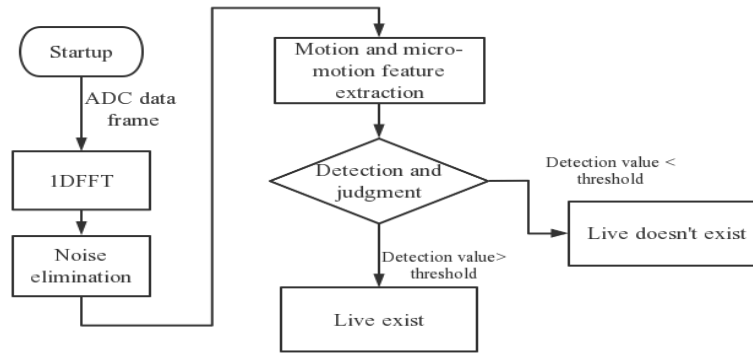 Startup
ADC data
frame
1DFFT
Noise
elimination
Motion and micro-
motion feature
extraction
Detection and
judgment
Detection value <
threshold
Live doesn't exist
Detection value>
threshold
Live exist